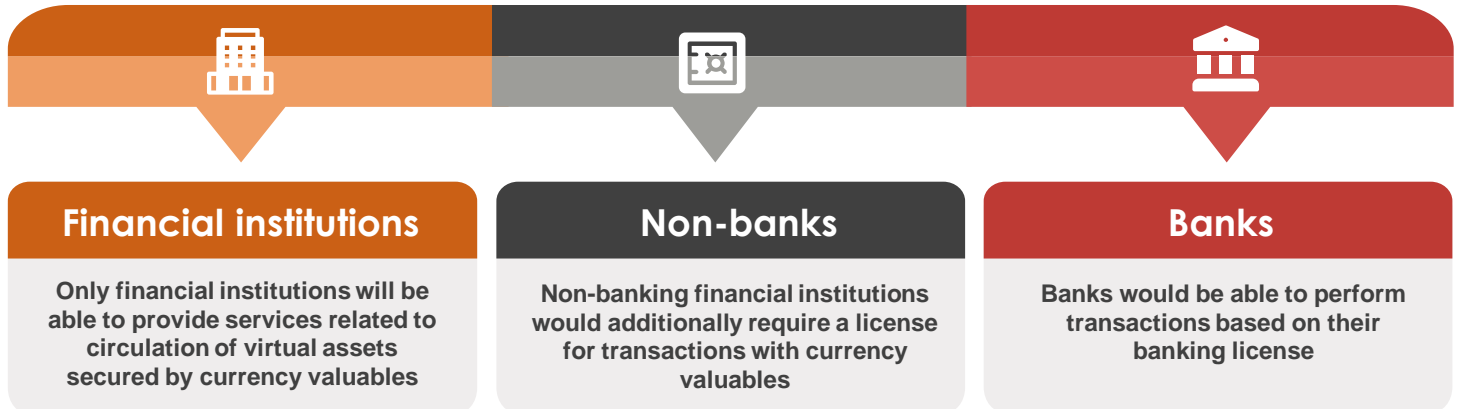 Financial institutions
Only financial institutions will be
able to provide services related to
circulation of virtual assets
secured by currency valuables
Non-banks
Non-banking financial institutions
would additionally require a license
for transactions with currency
valuables
Banks
Banks would be able to perform
transactions based on their
banking license